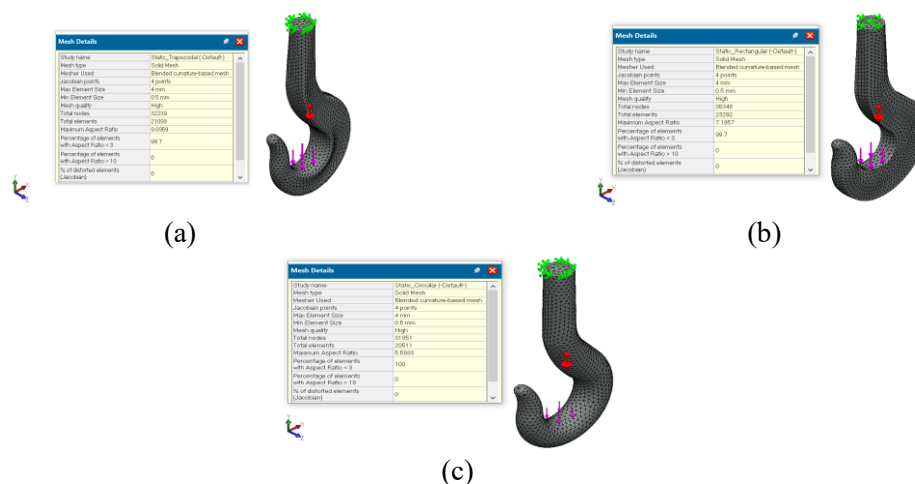 Mesh Details
Study name Static_Trapezoidal (-Default-)
Mesh type Solid Mesh
Mesher Used Blended curvature-based mesh
Jacobian points 4 points
Max Element Size 4 mm
Min Element Size 0.5 mm
Mesh quality High
Total nodes 32239
Total elements 21093
Maximum Aspect Ratio 9.0959
Percentage of elements
with Aspect Ratio < 3 99.7
Percentage of elements
with Aspect Ratio > 10 0
% of distorted elements
(Jacobian) 0
(a)
Mesh Details
Study name Static_Rectangular (-Default-)
Mesh type Solid Mesh
Mesher Used Blended curvature-based mesh
Jacobian points 4 points
Max Element Size 4 mm
Min Element Size 0.5 mm
Mesh quality High
Total nodes 35348
Total elements 23292
Maximum Aspect Ratio 7.1957
Percentage of elements
with Aspect Ratio < 3 99.7
Percentage of elements
with Aspect Ratio > 10 0
% of distorted elements
(Jacobian) 0
(b)
Mesh Details
Study name Static_Circular (-Default-)
Mesh type Solid Mesh
Mesher Used Blended curvature-based mesh
Jacobian points 4 points
Max Element Size 4 mm
Min Element Size 0.5 mm
Mesh quality High
Total nodes 31051
Total elements 20511
Maximum Aspect Ratio
Percentage of elements
with Aspect Ratio < 3 100
Percentage of elements
with Aspect Ratio > 10 0
% of distorted elements
(Jacobian) 0
(c)